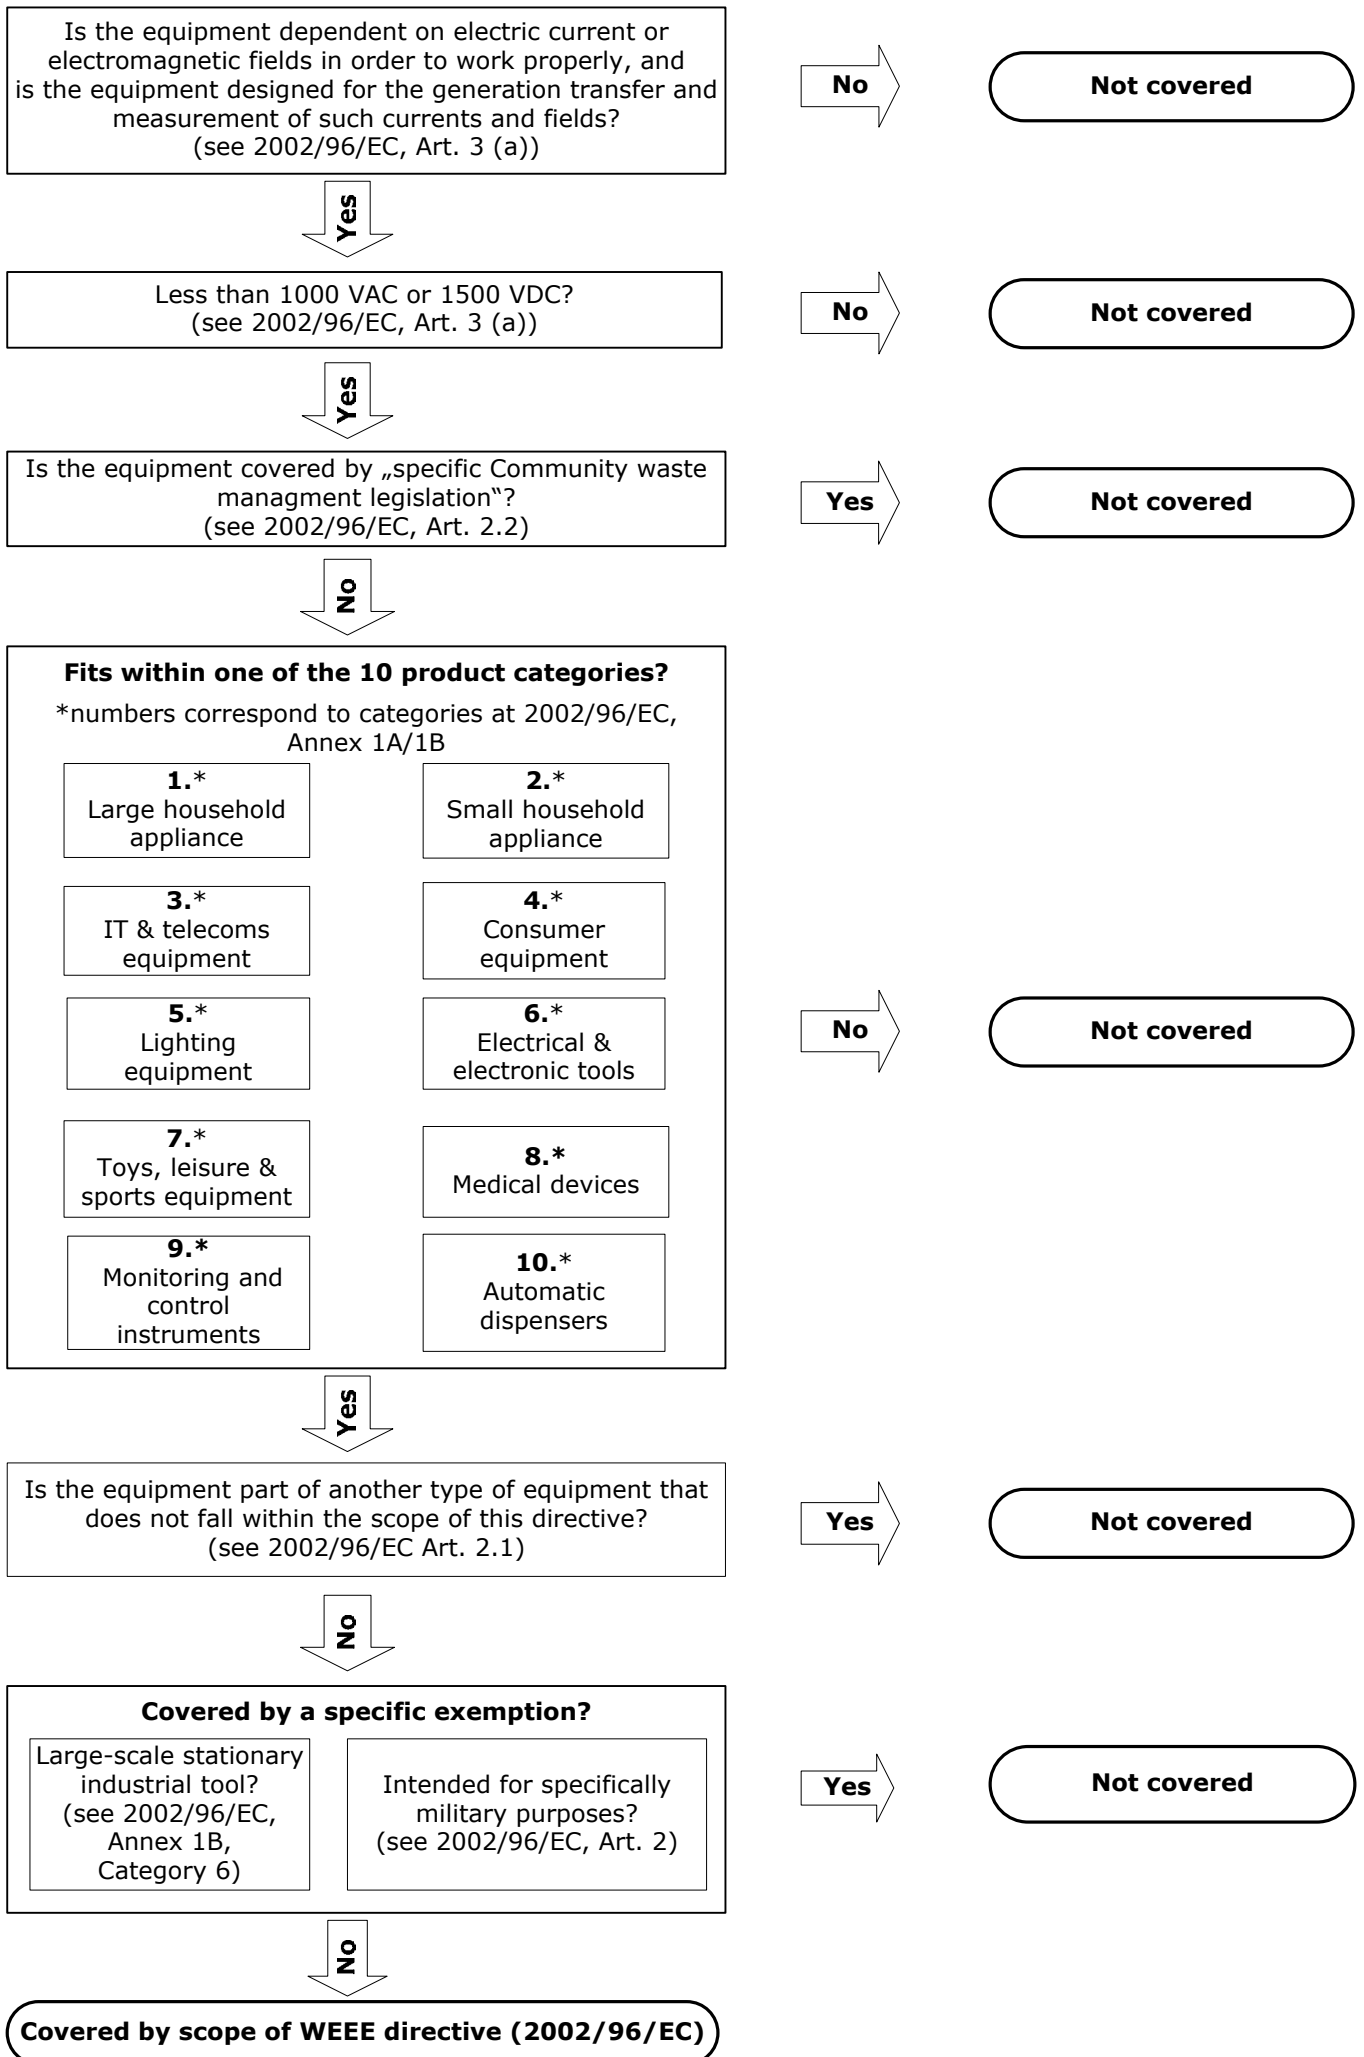 Is the equipment dependent on electric current or
electromagnetic fields in order to work properly, and
is the equipment designed for the generation transfer and
measurement of such currents and fields?
(see 2002/96/EC, Art. 3 (a))
No
Not covered
Yes
Less than 1000 VAC or 1500 VDC?
(see 2002/96/EC, Art. 3 (a))
No
Not covered
Yes
Is the equipment covered by „specific Community waste
managment legislation“?
(see 2002/96/EC, Art. 2.2)
Yes
Not covered
No
Fits within one of the 10 product categories?
*numbers correspond to categories at 2002/96/EC,
Annex 1A/1B
1.*
Large household
appliance
2.*
Small household
appliance
3.*
IT & telecoms
equipment
4.*
Consumer
equipment
5.*
Lighting
equipment
6.*
Electrical &
electronic tools
7.*
Toys, leisure &
sports equipment
8.*
Medical devices
9.*
Monitoring and
control
instruments
10.*
Automatic
dispensers
No
Not covered
Yes
Is the equipment part of another type of equipment that
does not fall within the scope of this directive?
(see 2002/96/EC Art. 2.1)
Yes
Not covered
No
Covered by a specific exemption?
Large-scale stationary
industrial tool?
(see 2002/96/EC,
Annex 1B,
Category 6)
Intended for specifically
military purposes?
(see 2002/96/EC, Art. 2)
Yes
Not covered
No
Covered by scope of WEEE directive (2002/96/EC)